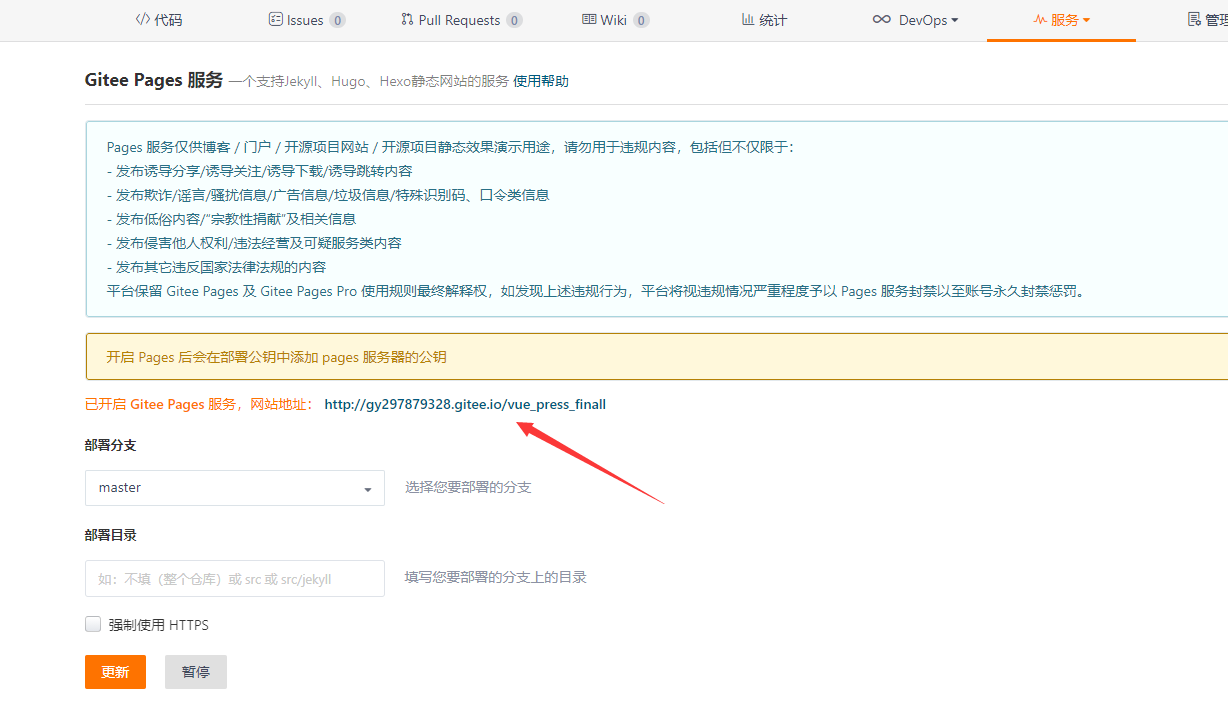 代码 Issues 0 Pull Requests 0 Wiki 0 统计 DevOps 服务 管理
Gitee Pages 服务 一个支持Jekyll、Hugo、Hexo静态网站的服务 使用帮助
Pages 服务仅供博客 / 门户 / 开源项目网站 / 开源项目静态效果演示用途，请勿用于违规内容，包括但不仅限于：
- 发布诱导分享/诱导关注/诱导下载/诱导跳转内容
- 发布欺诈/谣言/骚扰信息/广告信息/垃圾信息/特殊识别码、口令类信息
- 发布低俗内容/“宗教性捐献”及相关信息
- 发布侵害他人权利/违法经营及可疑服务类内容
- 发布其它违反国家法律法规的内容
平台保留 Gitee Pages 及 Gitee Pages Pro 使用规则最终解释权，如发现上述违规行为，平台将视违规情况严重程度予以 Pages 服务封禁以至账号永久封禁惩罚。
开启 Pages 后会在部署公钥中添加 pages 服务器的公钥
已开启 Gitee Pages 服务，网站地址： http://gy297879328.gitee.io/vue_press_finall
部署分支
master 选择您要部署的分支
部署目录
如：不填（整个仓库）或 src 或 src/jekyll 填写您要部署的分支上的目录
强制使用 HTTPS
更新 暂停